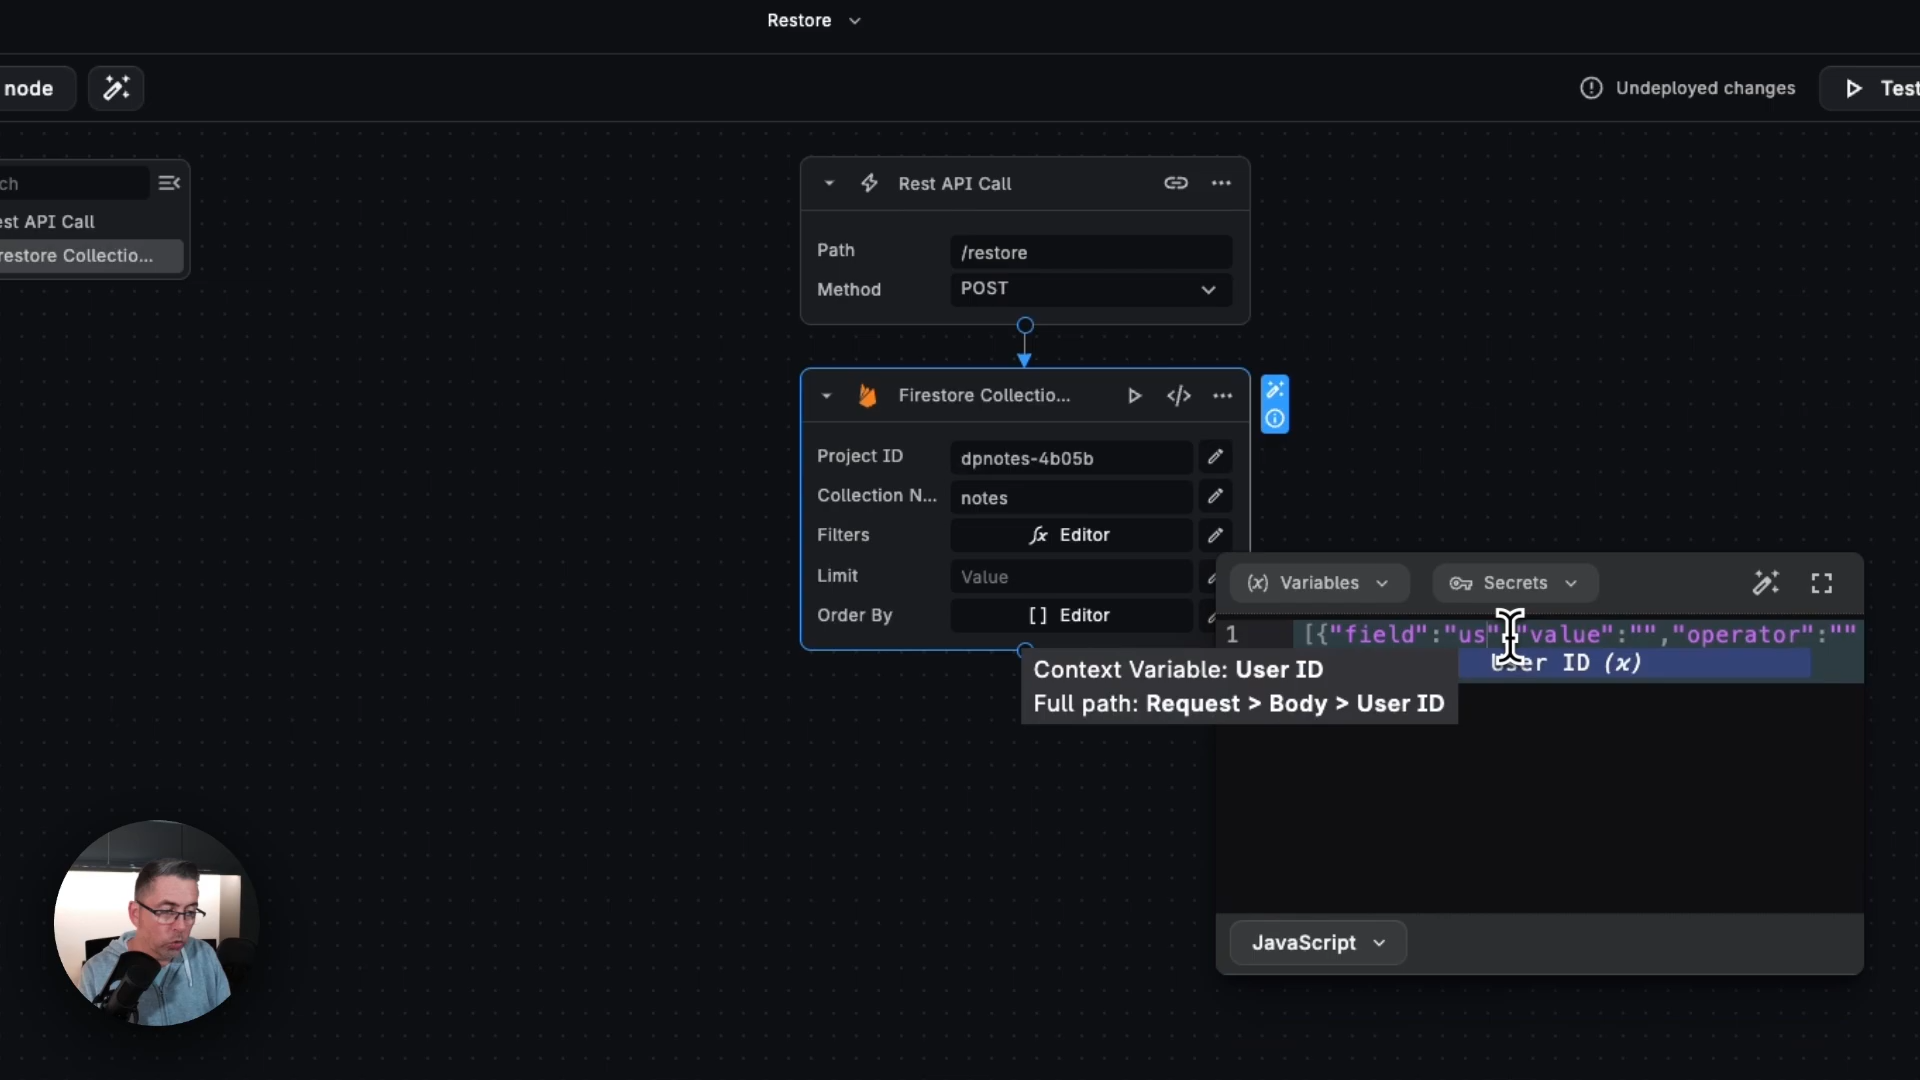 Restore
node
Undeployed changes
Test
ch
est API Call
restore Collectio...
Rest API Call
Path
/restore
Method
POST
Firestore Collectio...
Project ID
dpnotes-4b05b
Collection N...
notes
Filters
Editor
Limit
Value
Order By
[] Editor
(x) Variables
Secrets
1
[{"field":"us","value":"","operator":""
User ID (x)
Context Variable: User ID
Full path: Request > Body > User ID
JavaScript